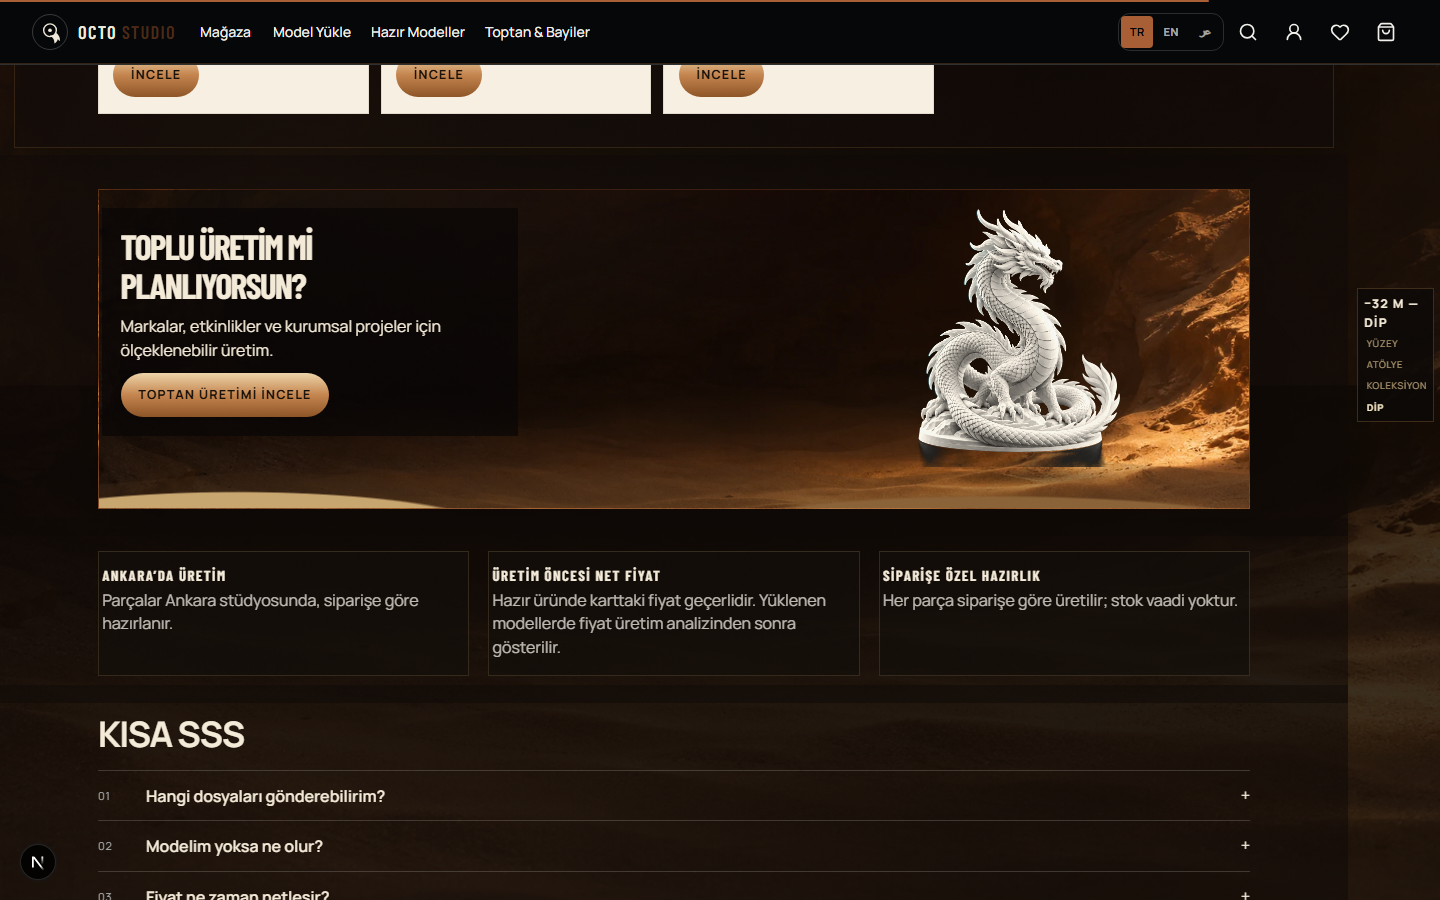 OCTO STUDIO
Mağaza
Model Yükle
Hazır Modeller
Toptan & Bayiler
TR
EN
İNCELE
İNCELE
İNCELE
TOPLU ÜRETİM Mİ
PLANLIYORSUN?
Markalar, etkinlikler ve kurumsal projeler için
ölçeklenebilir üretim.
TOPTAN ÜRETİMİ İNCELE
−32 M —
DİP
YÜZEY
ATÖLYE
KOLEKSİYON
DİP
ANKARA'DA ÜRETİM
Parçalar Ankara stüdyosunda, siparişe göre
hazırlanır.
ÜRETİM ÖNCESİ NET FİYAT
Hazır üründe karttaki fiyat geçerlidir. Yüklenen
modellerde fiyat üretim analizinden sonra
gösterilir.
SİPARİŞE ÖZEL HAZIRLIK
Her parça siparişe göre üretilir; stok vaadi yoktur.
KISA SSS
01 Hangi dosyaları gönderebilirim? +
02 Modelim yoksa ne olur? +
03 Fiyat ne zaman netleşir? +
N